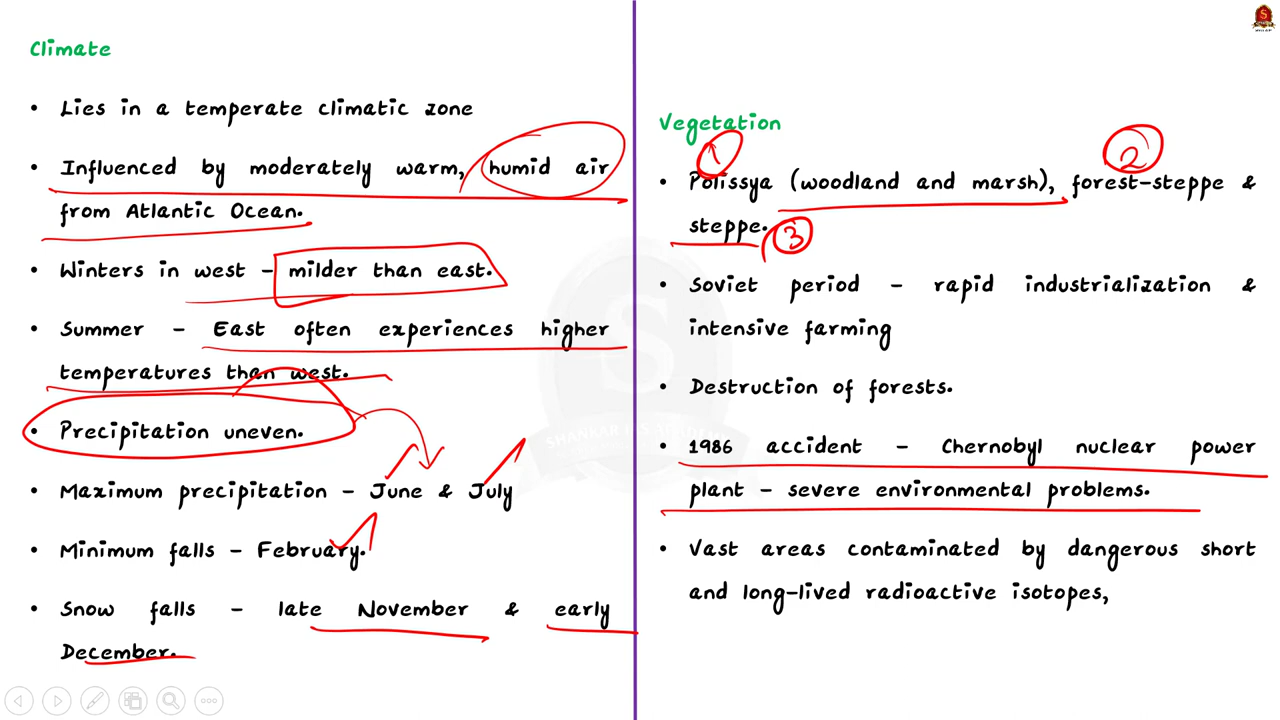 Climate
• Lies in a temperate climatic zone
• Influenced by moderately warm, humid air
from Atlantic Ocean.
• Winters in west – milder than east.
• Summer – East often experiences higher
temperatures than west.
• Precipitation uneven.
• Maximum precipitation – June & July
• Minimum falls – February.
• Snow falls – late November & early
December.
Vegetation
1
2
• Polissya (woodland and marsh), forest-steppe &
steppe.
3
• Soviet period – rapid industrialization &
intensive farming
• Destruction of forests.
• 1986 accident – Chernobyl nuclear power
plant – severe environmental problems.
• Vast areas contaminated by dangerous short
and long-lived radioactive isotopes,